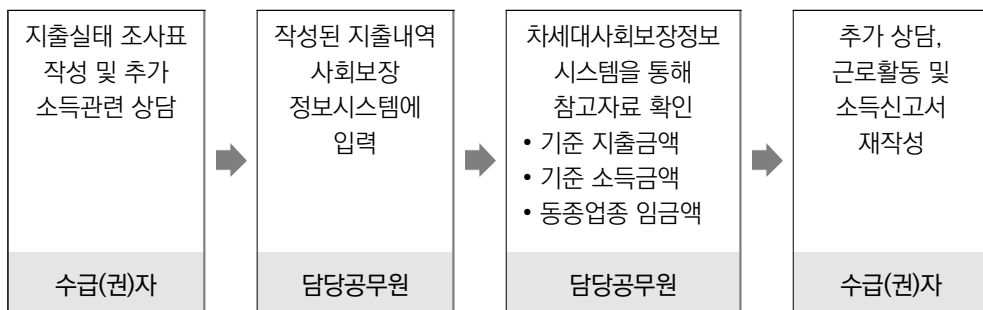 지출실태 조사표
작성 및 추가
소득관련 상담
수급(권)자
작성된 지출내역
사회보장
정보시스템에
입력
담당공무원
차세대사회보장정보
시스템을 통해
참고자료 확인
• 기준 지출금액
• 기준 소득금액
• 동종업종 임금액
담당공무원
추가 상담,
근로활동 및
소득신고서
재작성
수급(권)자